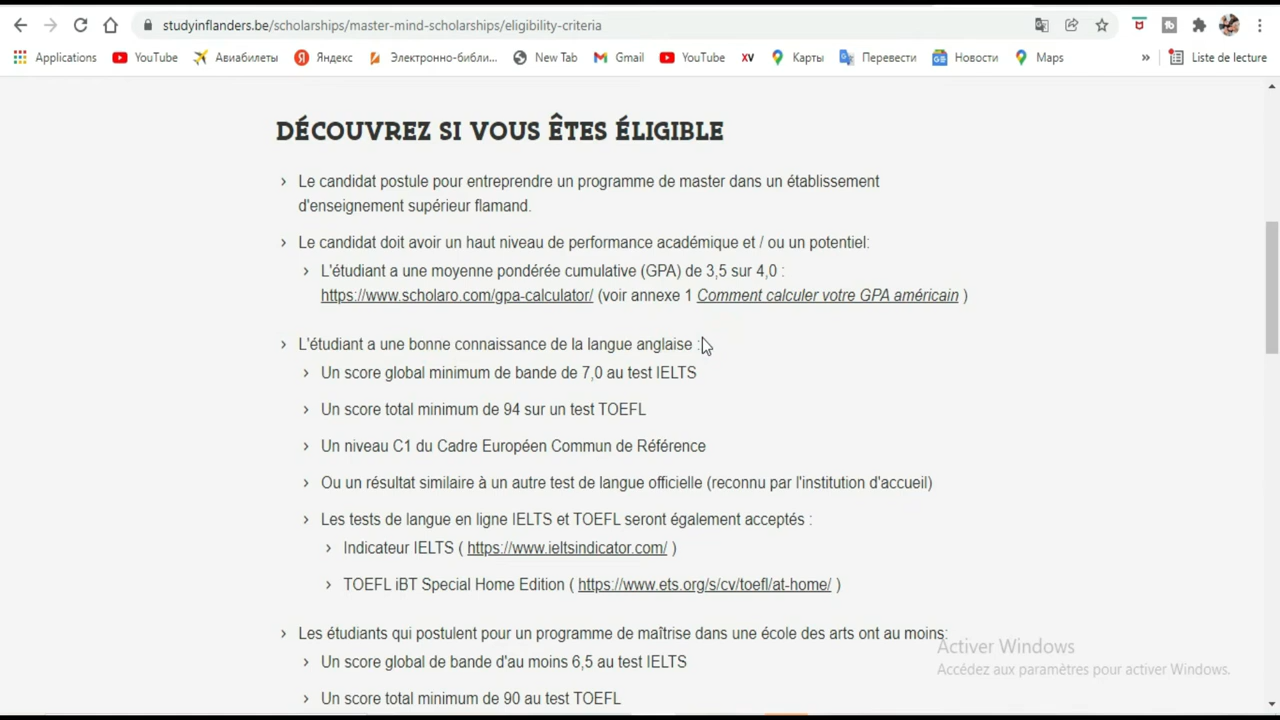 studyinflanders.be/scholarships/master-mind-scholarships/eligibility-criteria
Applications YouTube Авиабилеты Яндекс Электронно-библи... New Tab Gmail YouTube XV Карты Перевести GB Новости Maps » Liste de lecture
DÉCOUVREZ SI VOUS ÊTES ÉLIGIBLE
› Le candidat postule pour entreprendre un programme de master dans un établissement
d'enseignement supérieur flamand.
› Le candidat doit avoir un haut niveau de performance académique et / ou un potentiel:
› L'étudiant a une moyenne pondérée cumulative (GPA) de 3,5 sur 4,0 :
https://www.scholaro.com/gpa-calculator/ (voir annexe 1 Comment calculer votre GPA américain )
› L'étudiant a une bonne connaissance de la langue anglaise :
› Un score global minimum de bande de 7,0 au test IELTS
› Un score total minimum de 94 sur un test TOEFL
› Un niveau C1 du Cadre Européen Commun de Référence
› Ou un résultat similaire à un autre test de langue officielle (reconnu par l'institution d'accueil)
› Les tests de langue en ligne IELTS et TOEFL seront également acceptés :
› Indicateur IELTS ( https://www.ieltsindicator.com/ )
› TOEFL iBT Special Home Edition ( https://www.ets.org/s/cv/toefl/at-home/ )
› Les étudiants qui postulent pour un programme de maîtrise dans une école des arts ont au moins:
Activer Windows
› Un score global de bande d'au moins 6,5 au test IELTS
Accédez aux paramètres pour activer Windows.
› Un score total minimum de 90 au test TOEFL